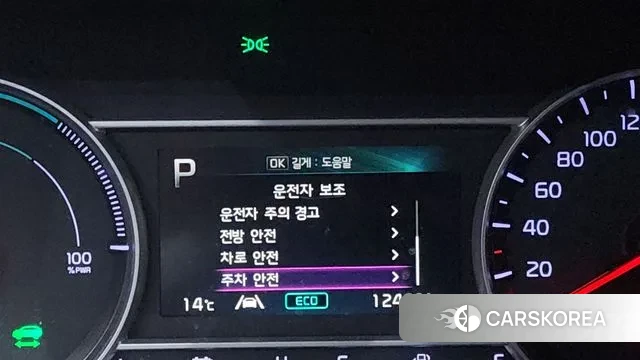 P
OK 길게 : 도움말
운전자 보조
운전자 주의 경고
전방 안전
차로 안전
주차 안전
14℃
ECO
100
%PWR
100
80
60
40
20
CARSKOREA